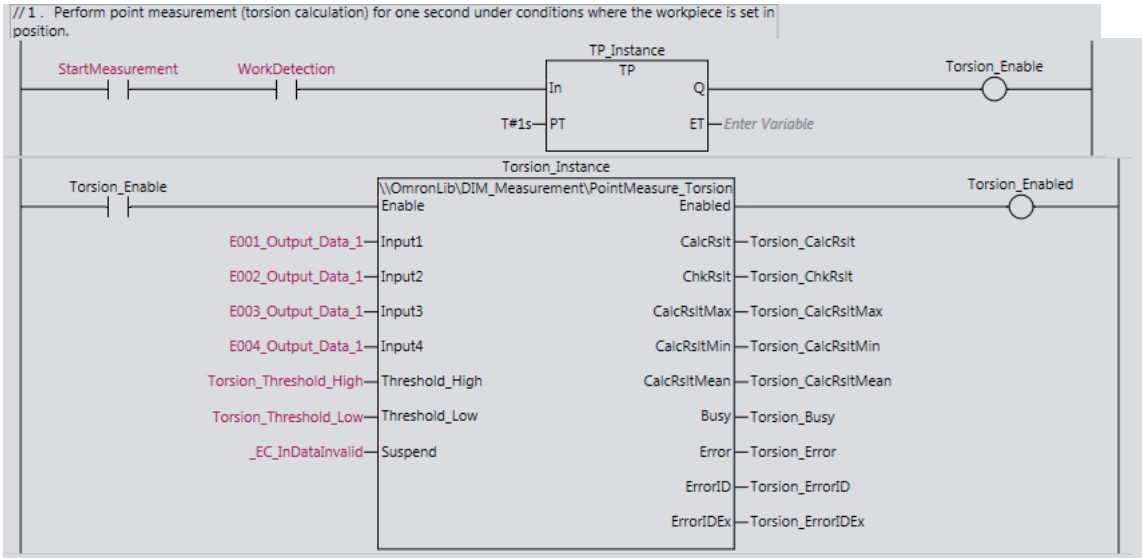 // 1 .   Perform point measurement (torsion calculation) for one second under conditions where the workpiece is set in
position.
TP_Instance
StartMeasurement WorkDetection TP Torsion_Enable
In Q
T#1s PT ET Enter Variable
Torsion_Instance
Torsion_Enable \\OmronLib\DIM_Measurement\PointMeasure_Torsion Torsion_Enabled
Enable Enabled
E001_Output_Data_1 Input1 CalcRslt Torsion_CalcRslt
E002_Output_Data_1 Input2 ChkRslt Torsion_ChkRslt
E003_Output_Data_1 Input3 CalcRsltMax Torsion_CalcRsltMax
E004_Output_Data_1 Input4 CalcRsltMin Torsion_CalcRsltMin
Torsion_Threshold_High Threshold_High CalcRsltMean Torsion_CalcRsltMean
Torsion_Threshold_Low Threshold_Low Busy Torsion_Busy
_EC_InDataInvalid Suspend Error Torsion_Error
ErrorID Torsion_ErrorID
ErrorIDEx Torsion_ErrorIDEx